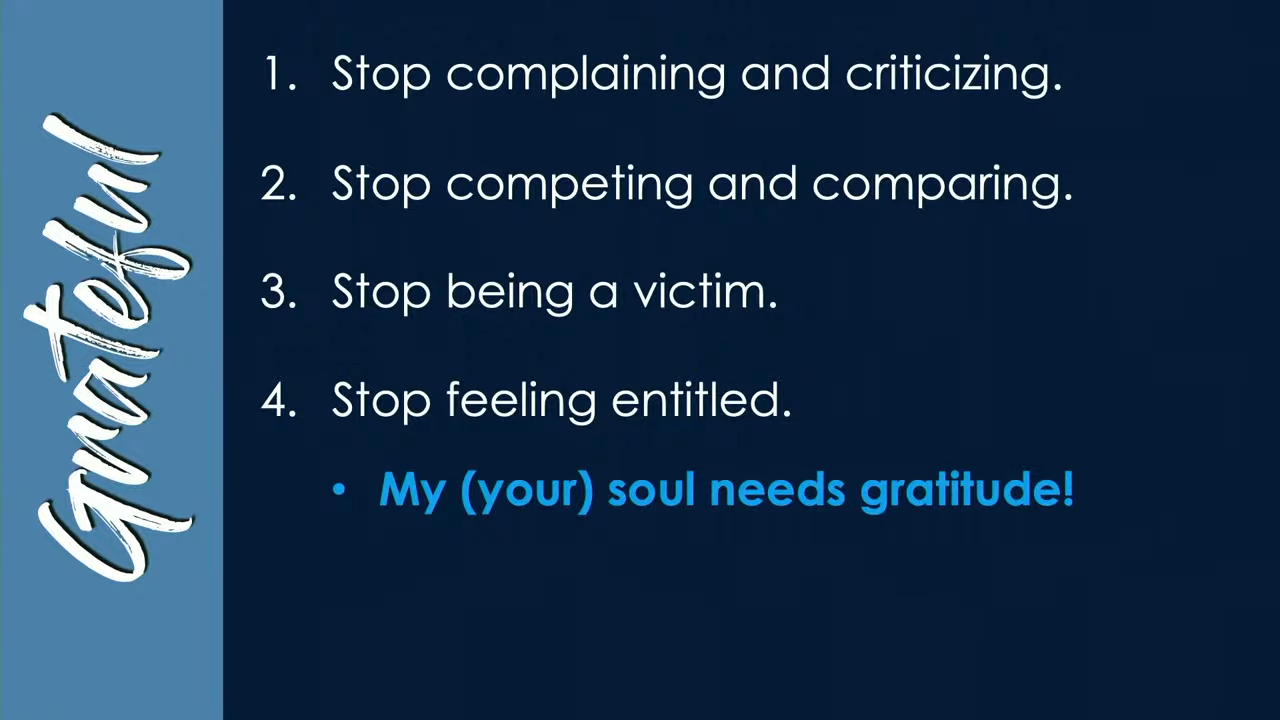 Grateful
1. Stop complaining and criticizing.
2. Stop competing and comparing.
3. Stop being a victim.
4. Stop feeling entitled.
• My (your) soul needs gratitude!